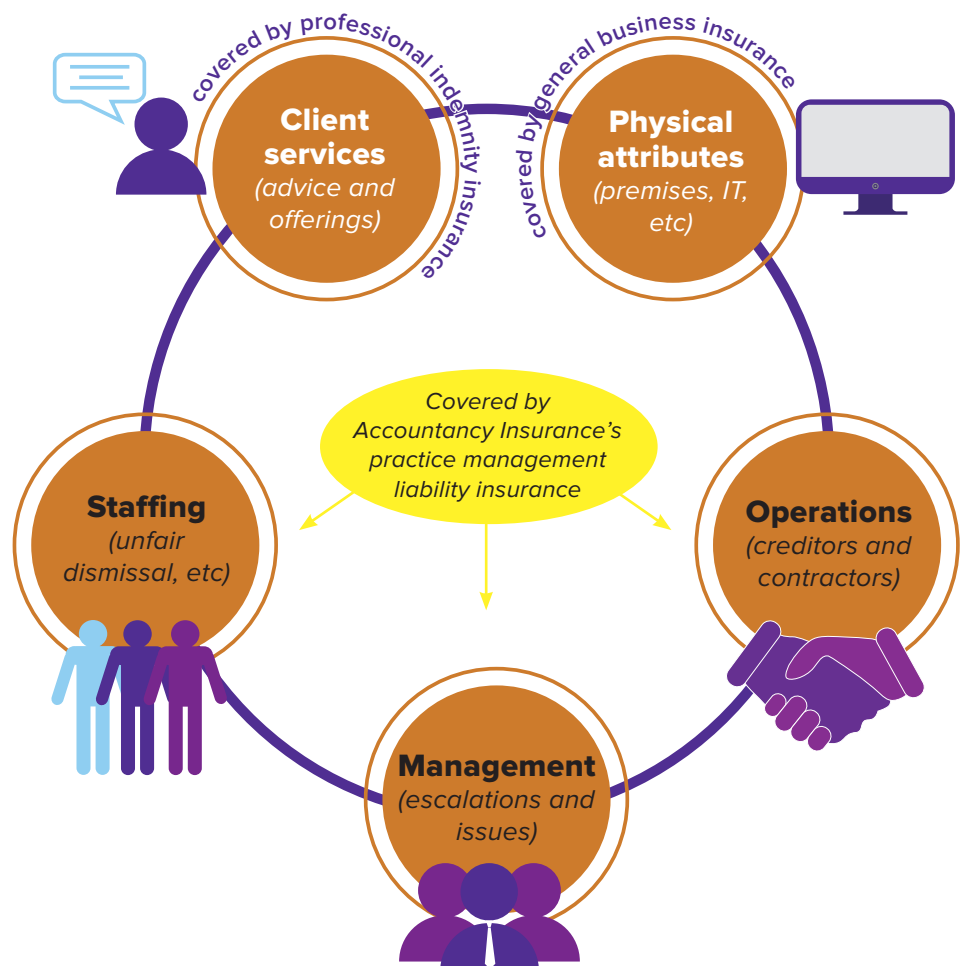 covered by professional indemnity insurance
Client
services
(advice and
offerings)
covered by general business insurance
Physical
attributes
(premises, IT,
etc)
Covered by
Accountancy Insurance’s
practice management
liability insurance
Staffing
(unfair
dismissal, etc)
Operations
(creditors and
contractors)
Management
(escalations and
issues)